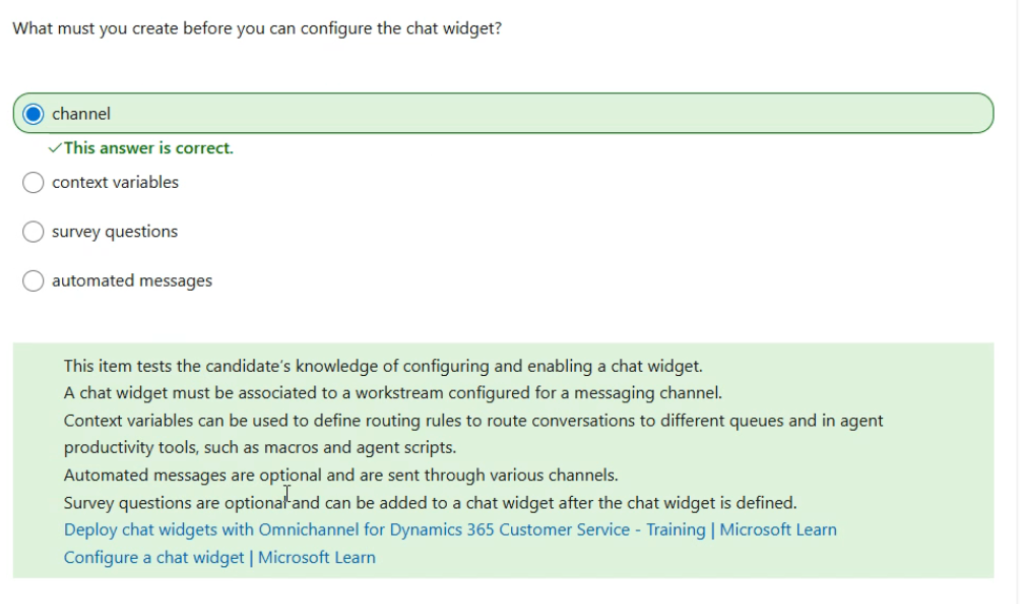 What must you create before you can configure the chat widget?
channel
✓This answer is correct.
context variables
survey questions
automated messages
This item tests the candidate's knowledge of configuring and enabling a chat widget.
A chat widget must be associated to a workstream configured for a messaging channel.
Context variables can be used to define routing rules to route conversations to different queues and in agent
productivity tools, such as macros and agent scripts.
Automated messages are optional and are sent through various channels.
Survey questions are optional and can be added to a chat widget after the chat widget is defined.
Deploy chat widgets with Omnichannel for Dynamics 365 Customer Service - Training | Microsoft Learn
Configure a chat widget | Microsoft Learn